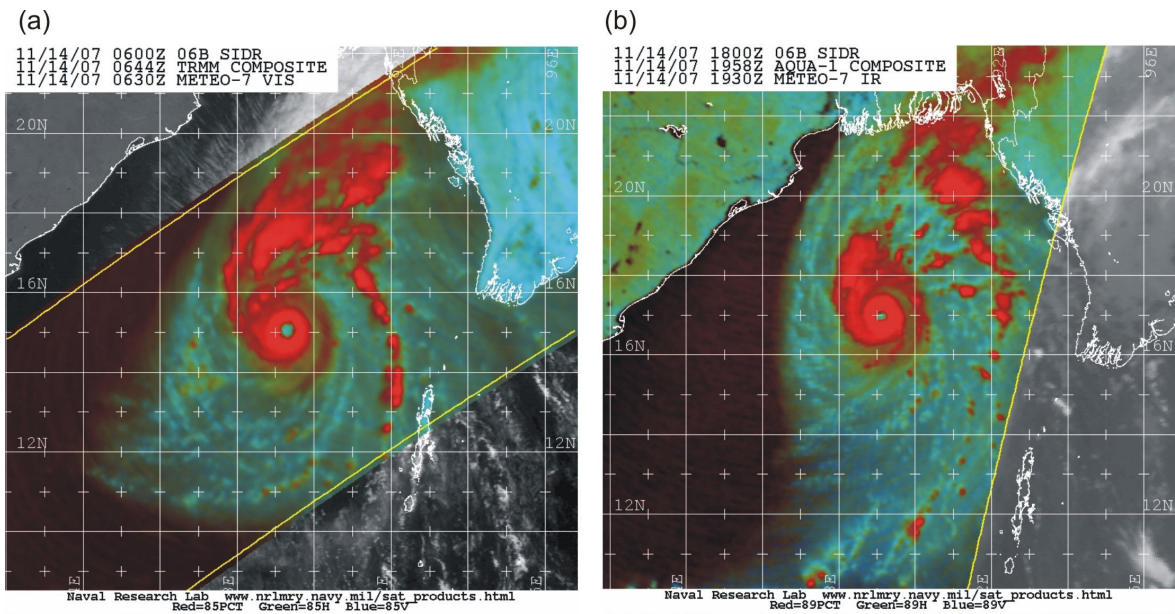 (a)
11/14/07 0600Z 06B SIDR
11/14/07 0644Z TRMM COMPOSITE
11/14/07 0630Z METEO-7 VIS
20N
20N
16N
16N
12N
12N
Naval Research Lab www.nrlmry.navy.mil/sat_products.html
Red=85PCT Green=85H Blue=85V
(b)
11/14/07 1800Z 06B SIDR
11/14/07 1958Z AQUA-1 COMPOSITE
11/14/07 1930Z METEO-7 IR
96E
20N
20N
16N
16N
12N
12N
Naval Research Lab www.nrlmry.navy.mil/sat_products.html
Red=89PCT Green=89H Blue=89V